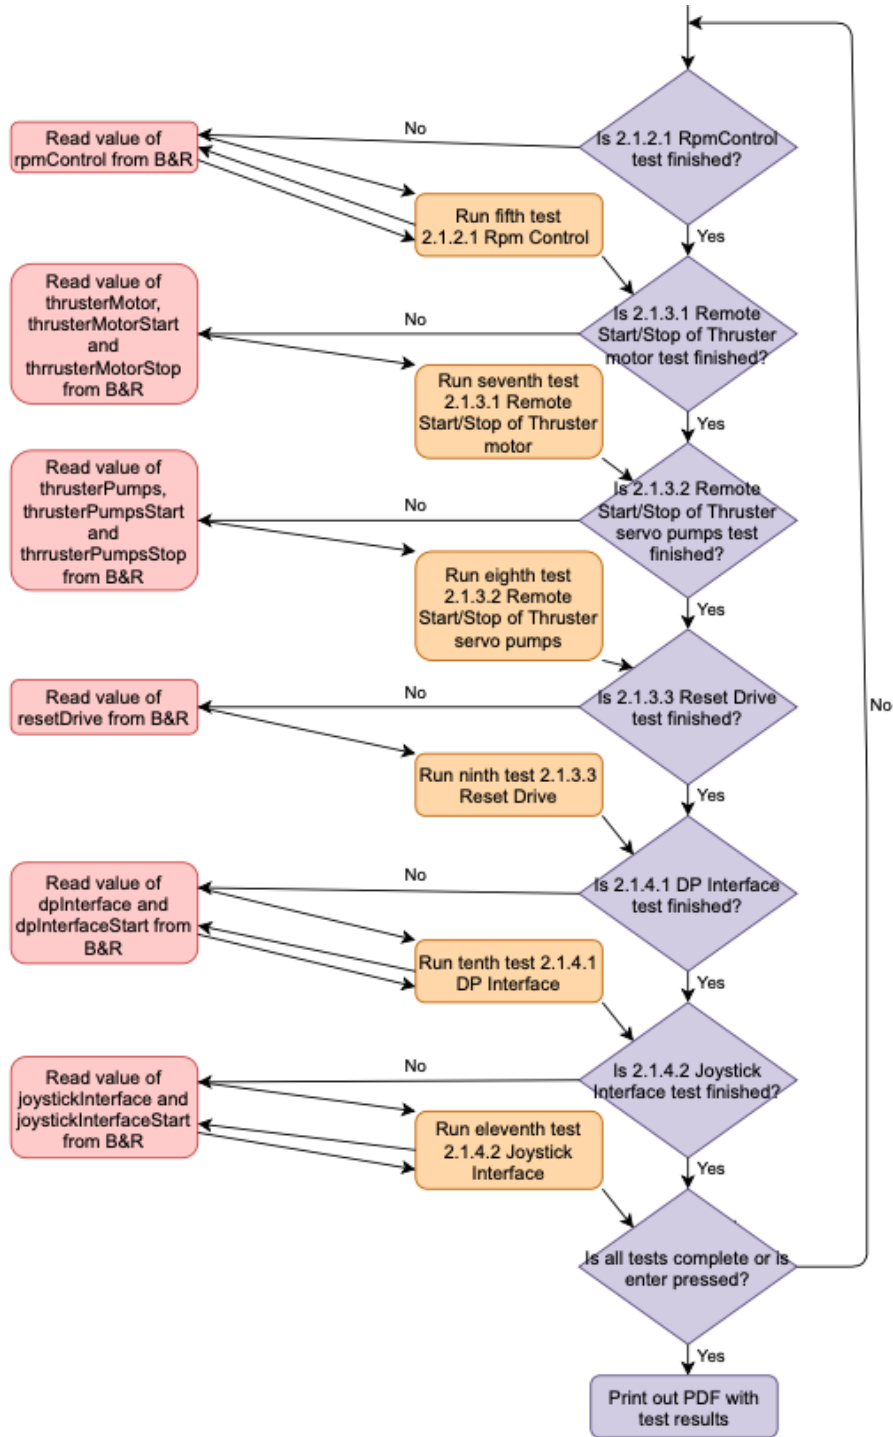 Is 2.1.2.1 RpmControl
test finished?
No
Read value of
rpmControl from B&R
Run fifth test
2.1.2.1 Rpm Control
Yes
Read value of
thrusterMotor,
thrusterMotorStart
and
thrrusterMotorStop
from B&R
No
Is 2.1.3.1 Remote
Start/Stop of Thruster
motor test finished?
Run seventh test
2.1.3.1 Remote
Start/Stop of Thruster
motor
Yes
Read value of
thrusterPumps,
thrusterPumpsStart
and
thrrusterPumpsStop
from B&R
No
Is 2.1.3.2 Remote
Start/Stop of Thruster
servo pumps test
finished?
Run eighth test
2.1.3.2 Remote
Start/Stop of Thruster
servo pumps
Yes
Read value of
resetDrive from B&R
No
Is 2.1.3.3 Reset Drive
test finished?
No
Run ninth test 2.1.3.3
Reset Drive
Yes
Read value of
dpInterface and
dpInterfaceStart from
B&R
No
Is 2.1.4.1 DP Interface
test finished?
Run tenth test 2.1.4.1
DP Interface
Yes
Read value of
joystickInterface and
joystickInterfaceStart
from B&R
No
Is 2.1.4.2 Joystick
Interface test finished?
Run eleventh test
2.1.4.2 Joystick
Interface
Yes
Is all tests complete or is
enter pressed?
Yes
Print out PDF with
test results